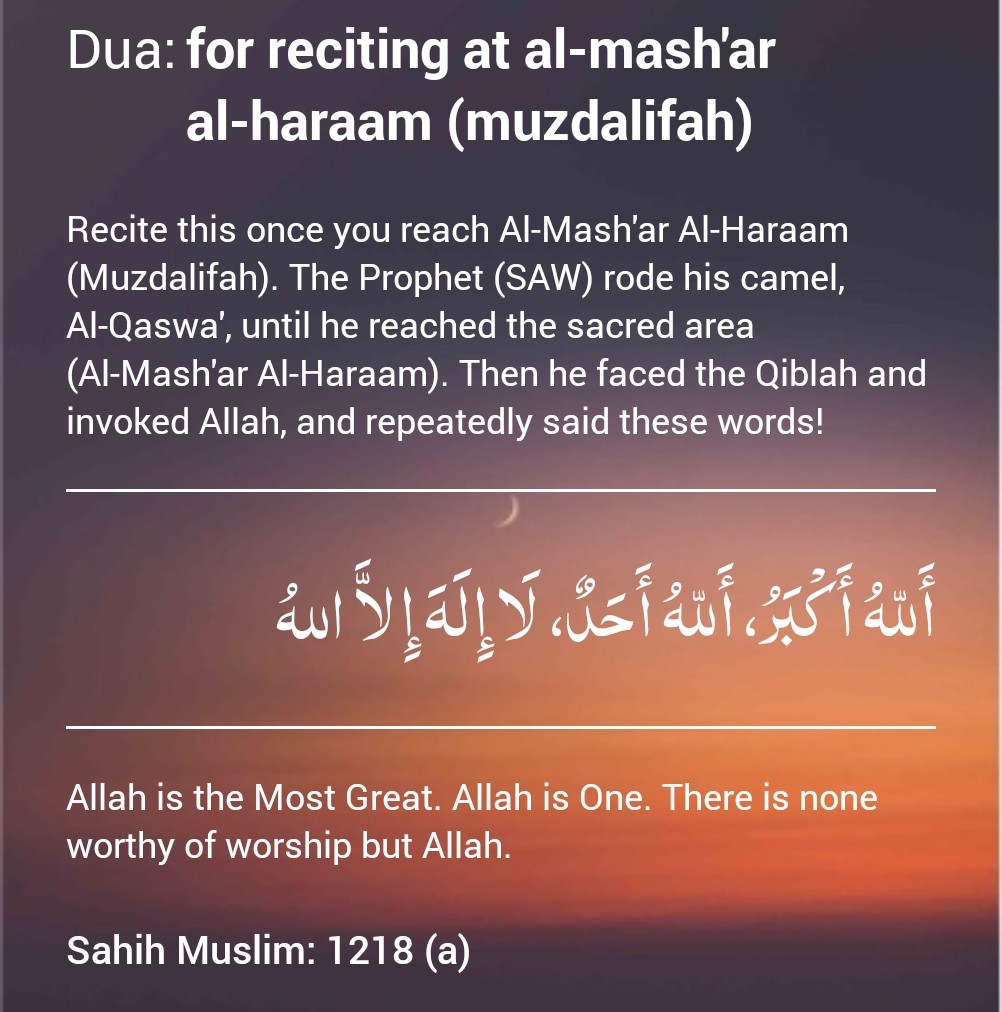 Dua: for reciting at al-mash'ar
al-haraam (muzdalifah)
Recite this once you reach Al-Mash'ar Al-Haraam
(Muzdalifah). The Prophet (SAW) rode his camel,
Al-Qaswa', until he reached the sacred area
(Al-Mash'ar Al-Haraam). Then he faced the Qiblah and
invoked Allah, and repeatedly said these words!
أَللّٰهُ أَكْبَرُ، أَللّٰهُ أَحَدٌ، لَا إِلَهَ إِلاَّ اللهُ
Allah is the Most Great. Allah is One. There is none
worthy of worship but Allah.
Sahih Muslim: 1218 (a)